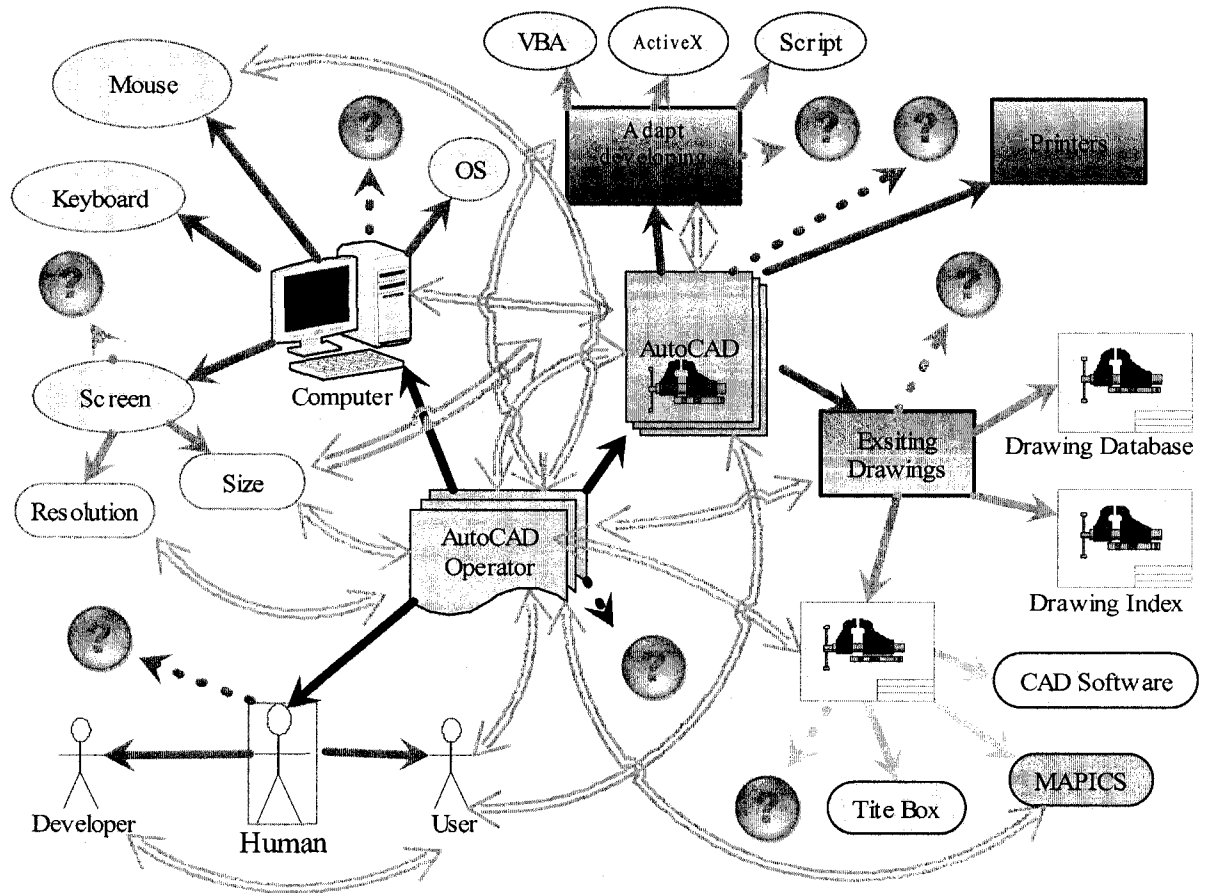 VBA
ActiveX
Script
Mouse
?
?
?
Adapt
developing
Printers
OS
Keyboard
?
?
AutoCAD
Screen
Computer
Exsiting
Drawings
Drawing Database
Size
Resolution
AutoCAD
Operator
Drawing Index
?
?
CAD Software
MAPICS
?
Tite Box
Developer
Human
User